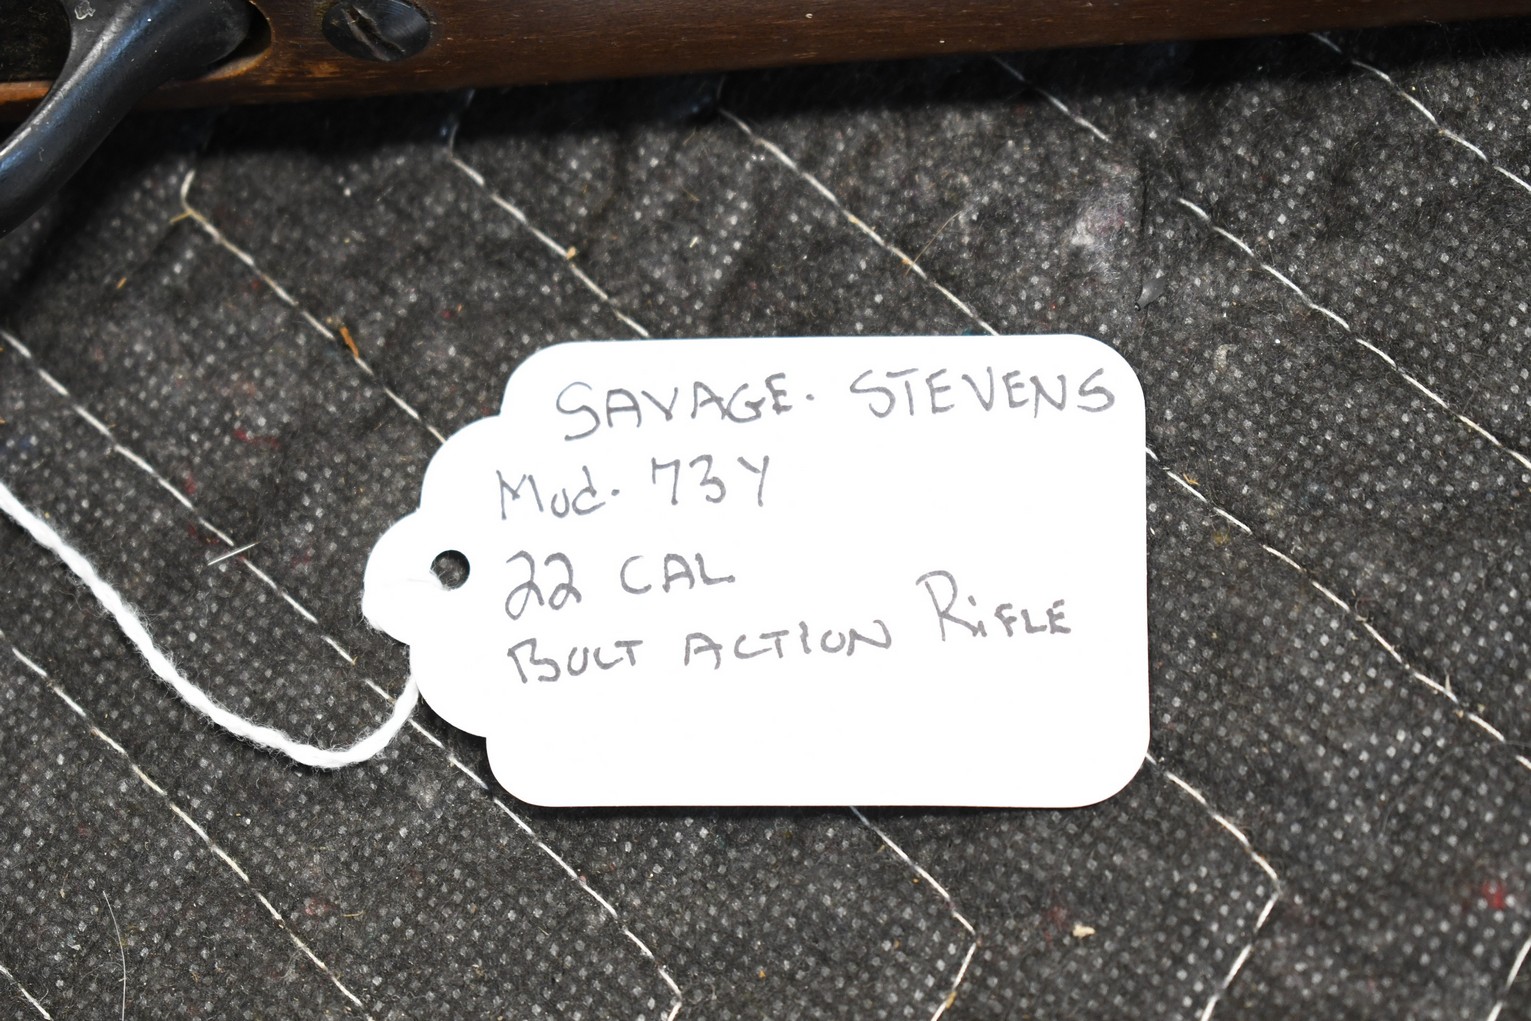 SAVAGE. STEVENS
Mod. 73Y
22 CAL
BOLT ACTION RIFLE